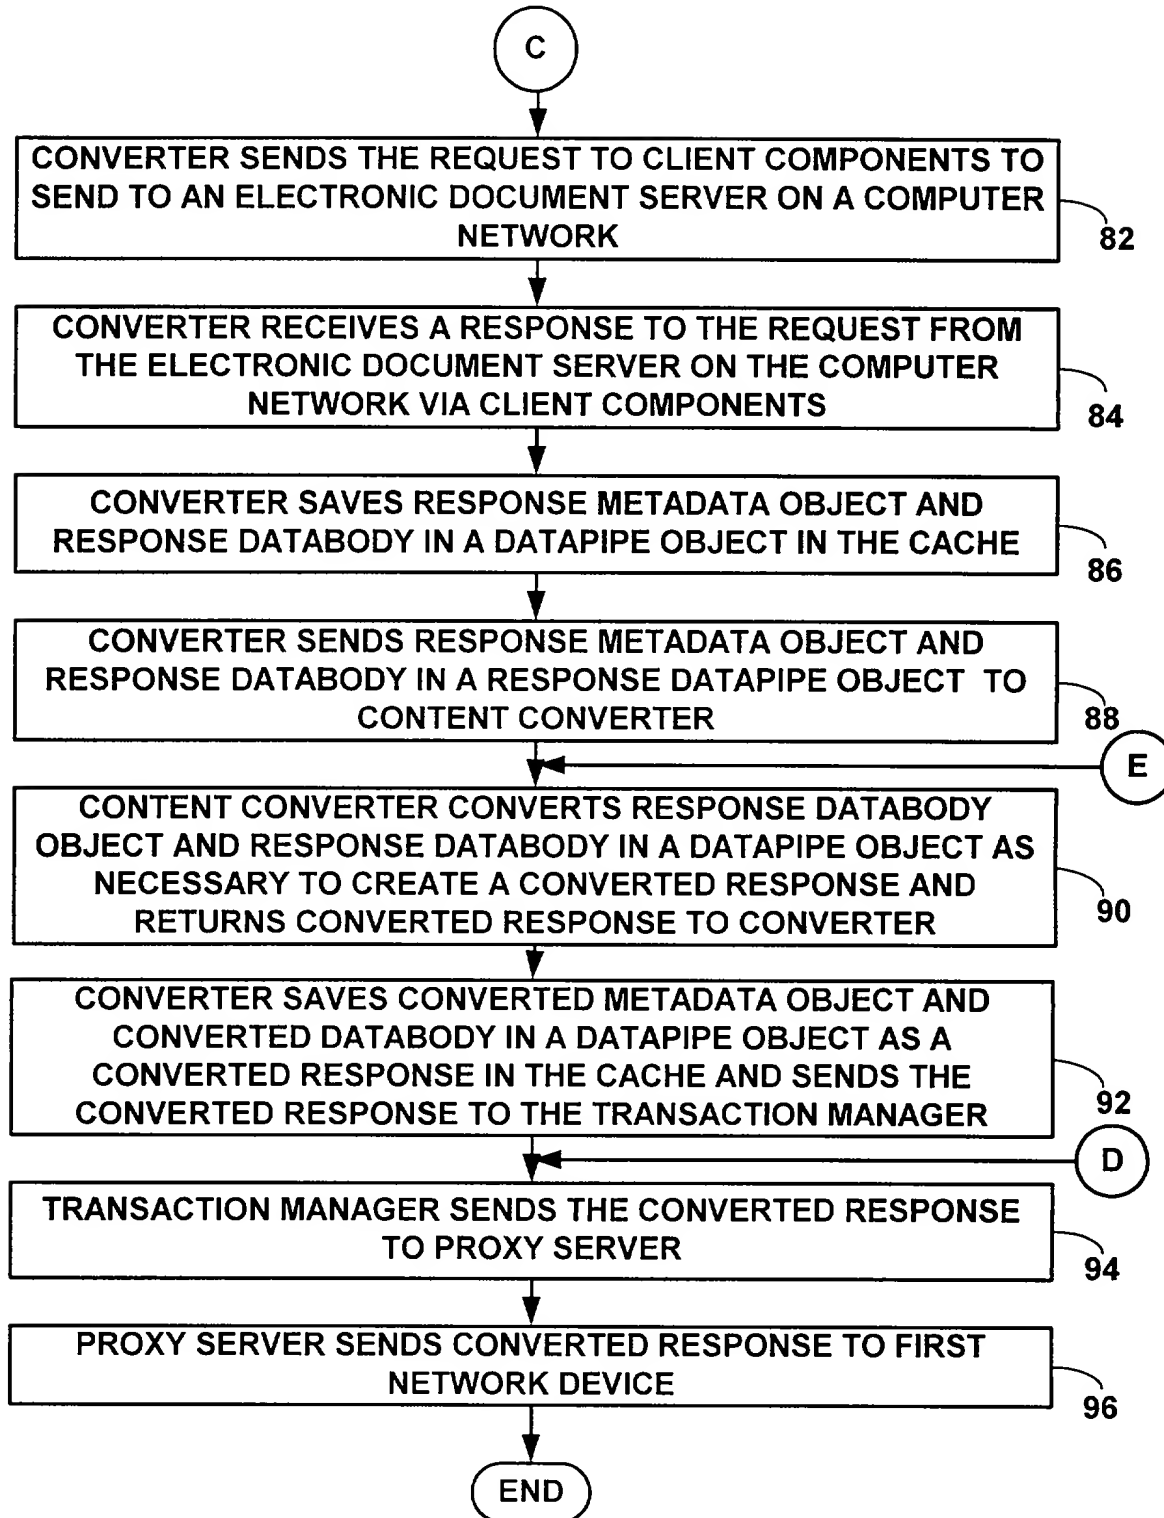 C
CONVERTER SENDS THE REQUEST TO CLIENT COMPONENTS TO
SEND TO AN ELECTRONIC DOCUMENT SERVER ON A COMPUTER
NETWORK
82
CONVERTER RECEIVES A RESPONSE TO THE REQUEST FROM
THE ELECTRONIC DOCUMENT SERVER ON THE COMPUTER
NETWORK VIA CLIENT COMPONENTS
84
CONVERTER SAVES RESPONSE METADATA OBJECT AND
RESPONSE DATABODY IN A DATAPIPE OBJECT IN THE CACHE
86
CONVERTER SENDS RESPONSE METADATA OBJECT AND
RESPONSE DATABODY IN A RESPONSE DATAPIPE OBJECT TO
CONTENT CONVERTER
88
E
CONTENT CONVERTER CONVERTS RESPONSE DATABODY
OBJECT AND RESPONSE DATABODY IN A DATAPIPE OBJECT AS
NECESSARY TO CREATE A CONVERTED RESPONSE AND
RETURNS CONVERTED RESPONSE TO CONVERTER
90
CONVERTER SAVES CONVERTED METADATA OBJECT AND
CONVERTED DATABODY IN A DATAPIPE OBJECT AS A
CONVERTED RESPONSE IN THE CACHE AND SENDS THE
CONVERTED RESPONSE TO THE TRANSACTION MANAGER
92
D
TRANSACTION MANAGER SENDS THE CONVERTED RESPONSE
TO PROXY SERVER
94
PROXY SERVER SENDS CONVERTED RESPONSE TO FIRST
NETWORK DEVICE
96
END